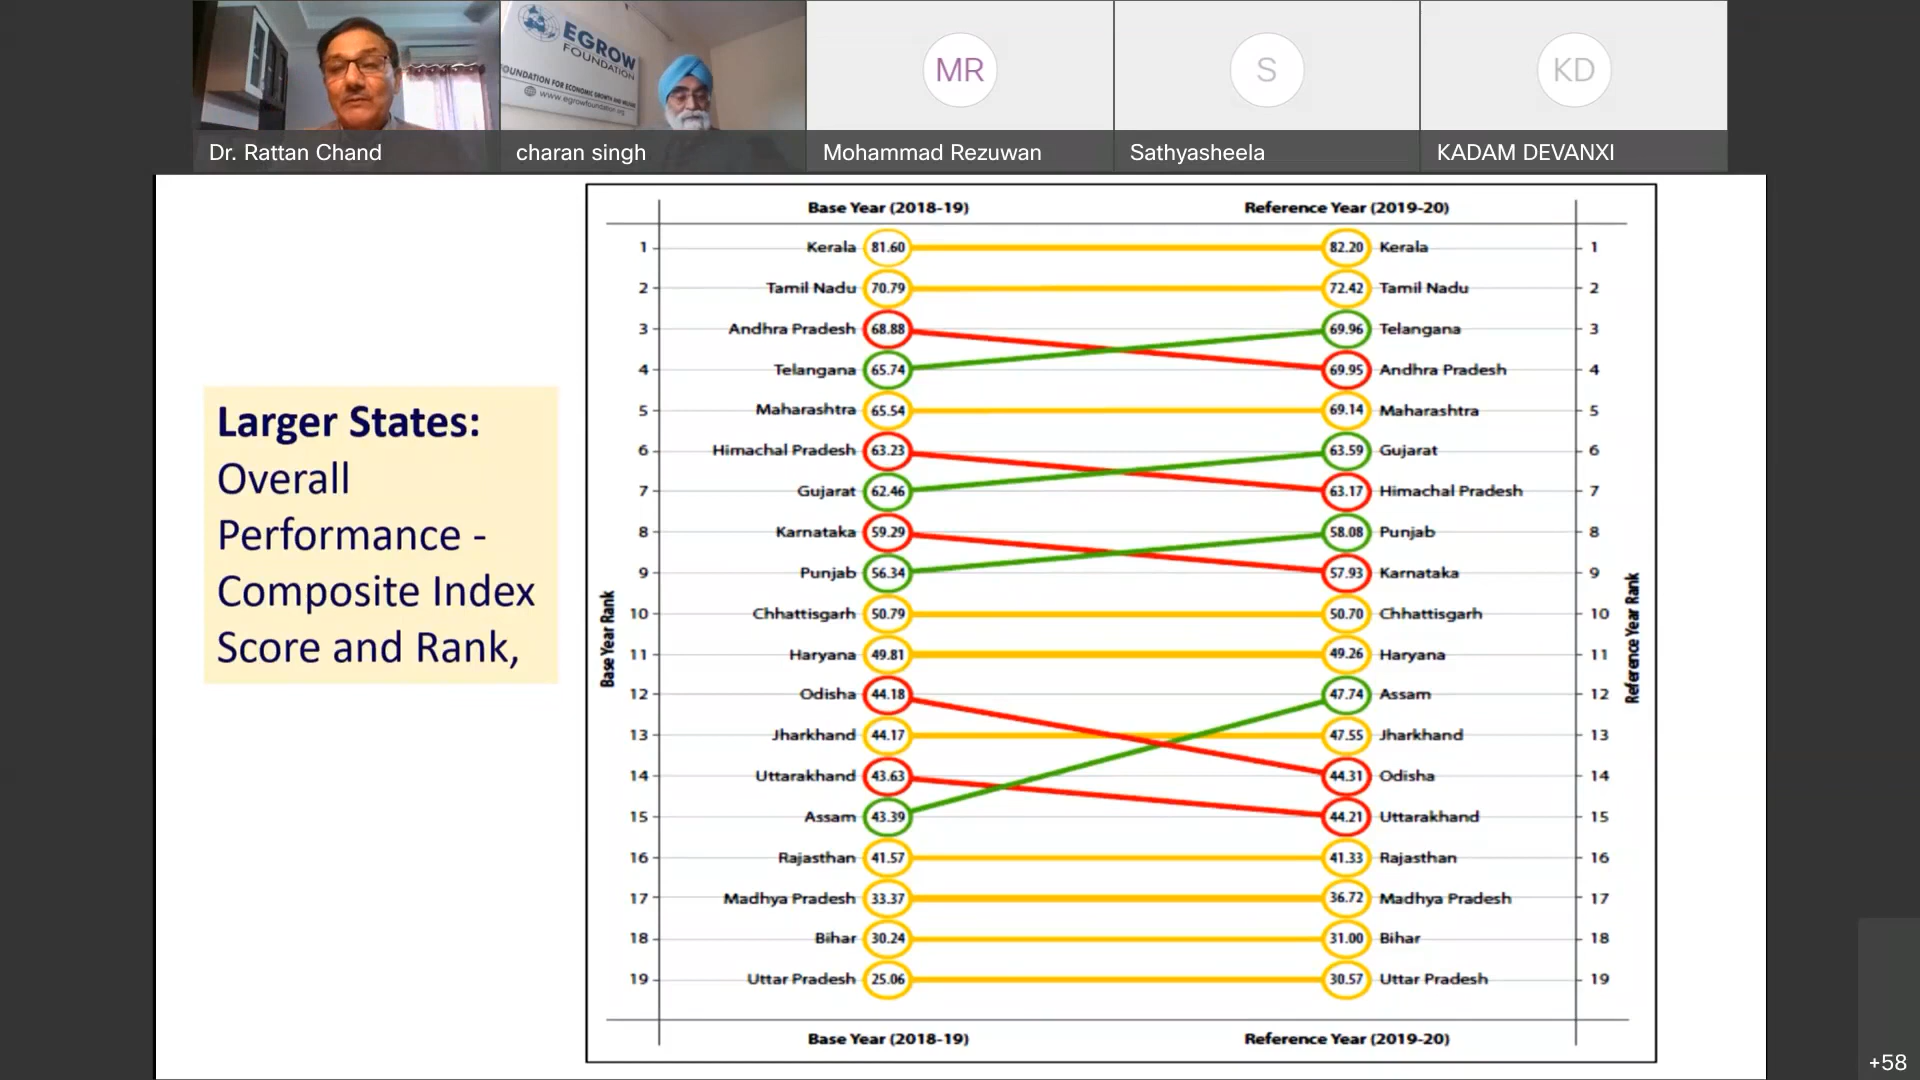 EGROW
FOUNDATION
FOUNDATION FOR ECONOMIC GROWTH AND WELFARE
www.egrowfoundation.org
MR
S
KD
Dr. Rattan Chand
charan singh
Mohammad Rezuwan
Sathyasheela
KADAM DEVANXI
Larger States:
Overall
Performance -
Composite Index
Score and Rank,
Base Year (2018-19) Reference Year (2019-20)
1 Kerala 81.60 82.20 Kerala 1
2 Tamil Nadu 70.79 72.42 Tamil Nadu 2
3 Andhra Pradesh 68.88 69.96 Telangana 3
4 Telangana 65.74 69.95 Andhra Pradesh 4
5 Maharashtra 65.54 69.14 Maharashtra 5
6 Himachal Pradesh 63.23 63.59 Gujarat 6
7 Gujarat 62.46 63.17 Himachal Pradesh 7
8 Karnataka 59.29 58.08 Punjab 8
9 Punjab 56.34 57.93 Karnataka 9
10 Chhattisgarh 50.79 50.70 Chhattisgarh 10
11 Haryana 49.81 49.26 Haryana 11
12 Odisha 44.18 47.74 Assam 12
13 Jharkhand 44.17 47.55 Jharkhand 13
14 Uttarakhand 43.63 44.31 Odisha 14
15 Assam 43.39 44.21 Uttarakhand 15
16 Rajasthan 41.57 41.33 Rajasthan 16
17 Madhya Pradesh 33.37 36.72 Madhya Pradesh 17
18 Bihar 30.24 31.00 Bihar 18
19 Uttar Pradesh 25.06 30.57 Uttar Pradesh 19
Base Year Rank
Reference Year Rank
Base Year (2018-19) Reference Year (2019-20)
+58